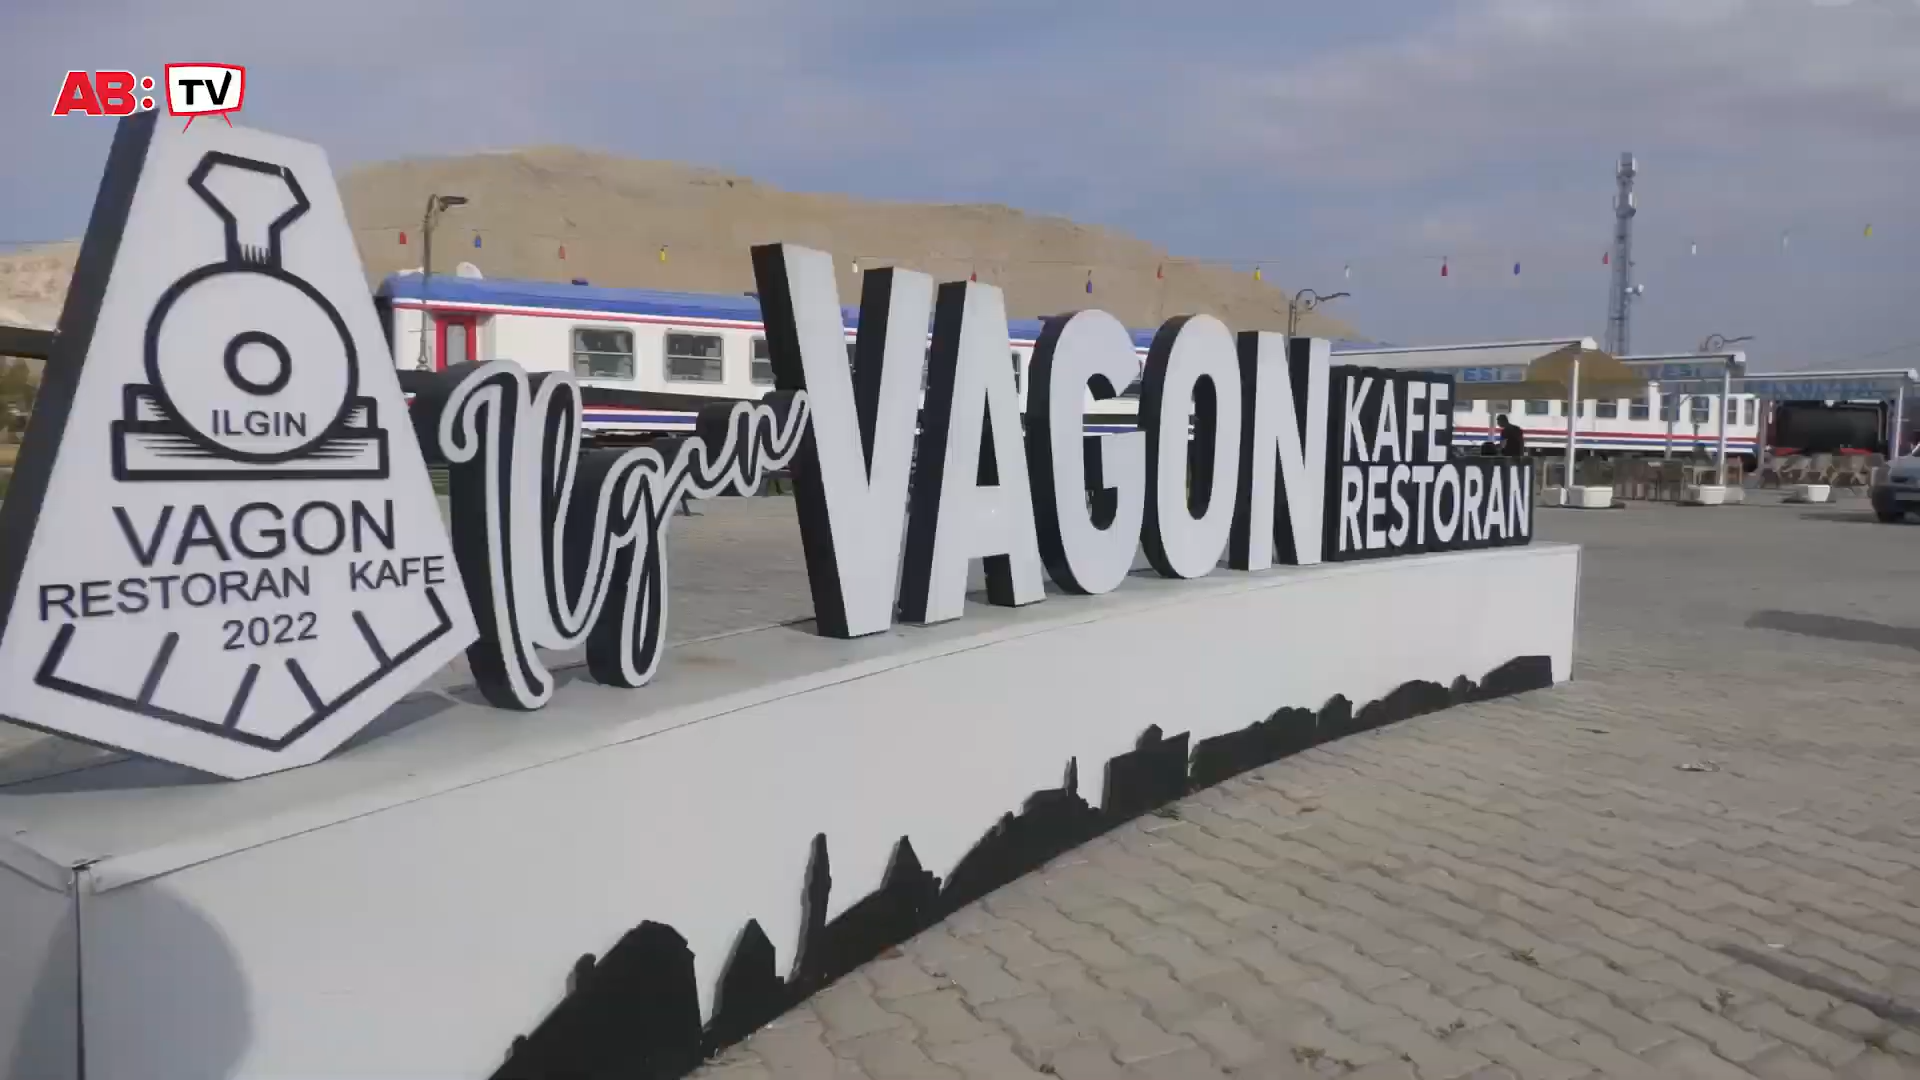 AB: TV
ILGIN
VAGON
RESTORAN KAFE
2022
Ilgın
VAGON
KAFE
RESTORAN